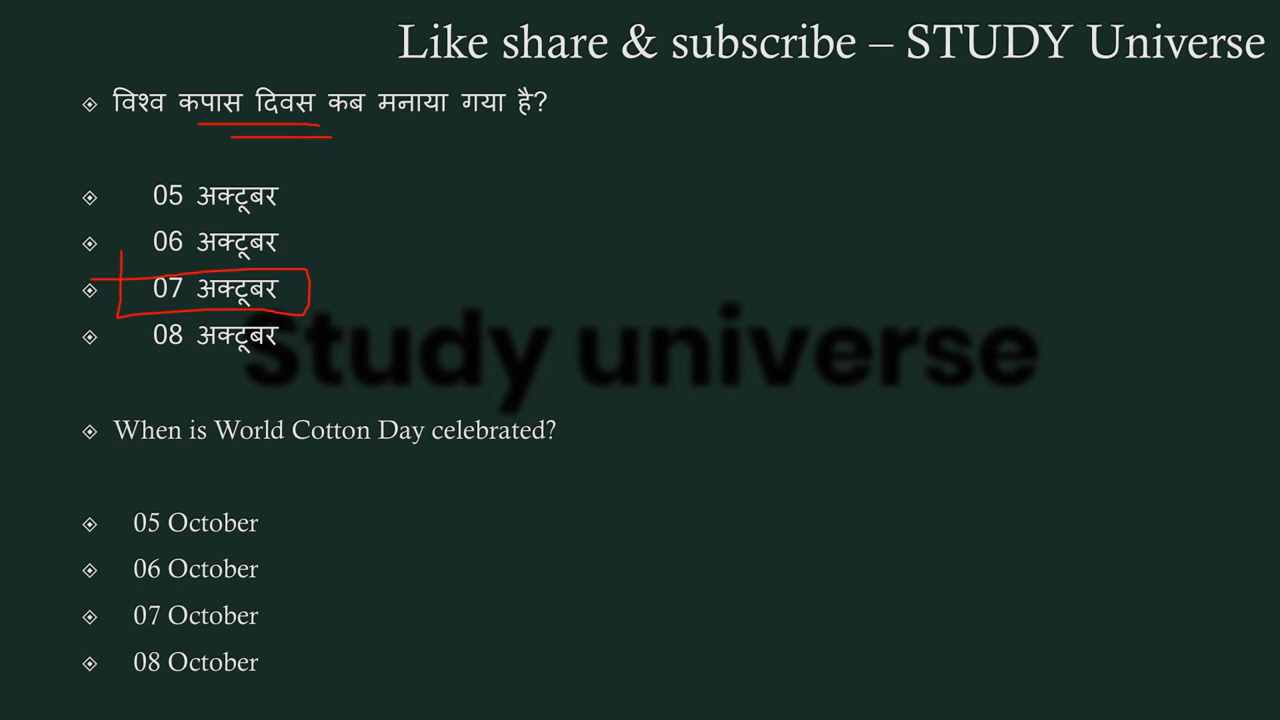 Like share & subscribe – STUDY Universe
विश्व कपास दिवस कब मनाया गया है?
05 अक्टूबर
06 अक्टूबर
07 अक्टूबर
08 अक्टूबर
Study universe
When is World Cotton Day celebrated?
05 October
06 October
07 October
08 October